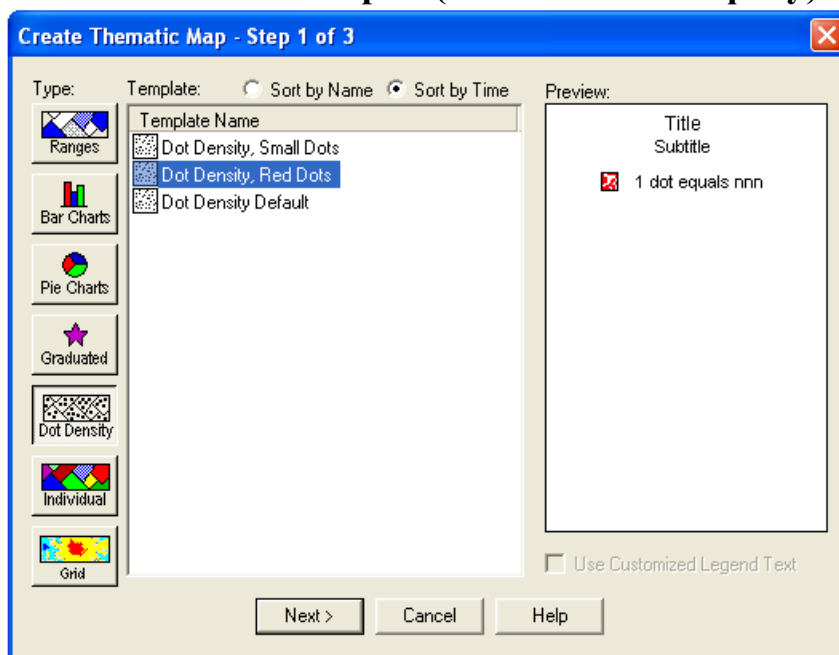 Create Thematic Map - Step 1 of 3
Type:
Template: Sort by Name Sort by Time
Preview:
Ranges
Bar Charts
Pie Charts
Graduated
Dot Density
Individual
Grid
Template Name
Dot Density, Small Dots
Dot Density, Red Dots
Dot Density Default
Title
Subtitle
1 dot equals nnn
Use Customized Legend Text
Next >
Cancel
Help